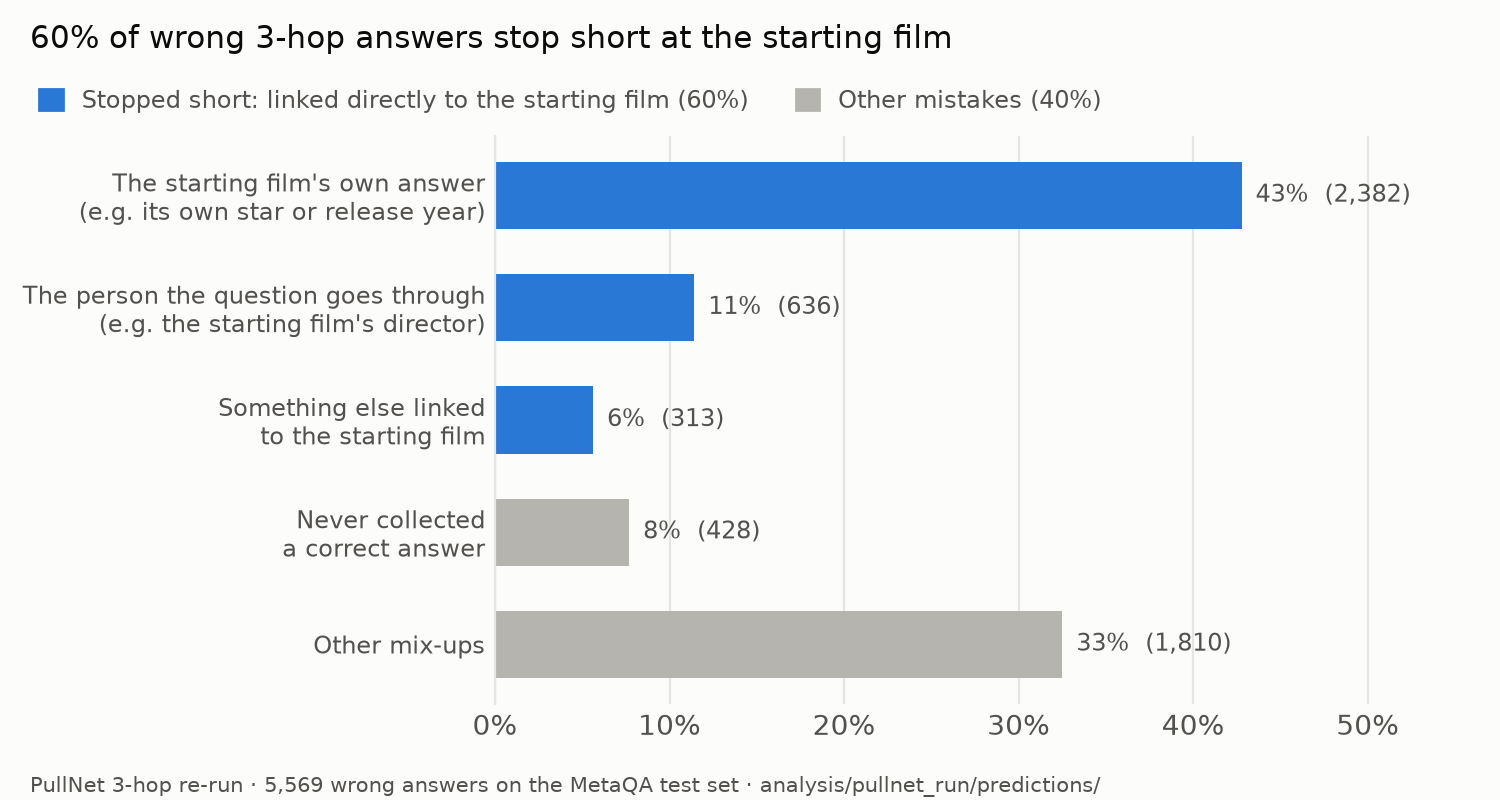 60% of wrong 3-hop answers stop short at the starting film
Stopped short: linked directly to the starting film (60%)
Other mistakes (40%)
The starting film's own answer
(e.g. its own star or release year)
43% (2,382)
The person the question goes through
(e.g. the starting film's director)
11% (636)
Something else linked
to the starting film
6% (313)
Never collected
a correct answer
8% (428)
Other mix-ups
33% (1,810)
0% 10% 20% 30% 40% 50%
PullNet 3-hop re-run · 5,569 wrong answers on the MetaQA test set · analysis/pullnet_run/predictions/